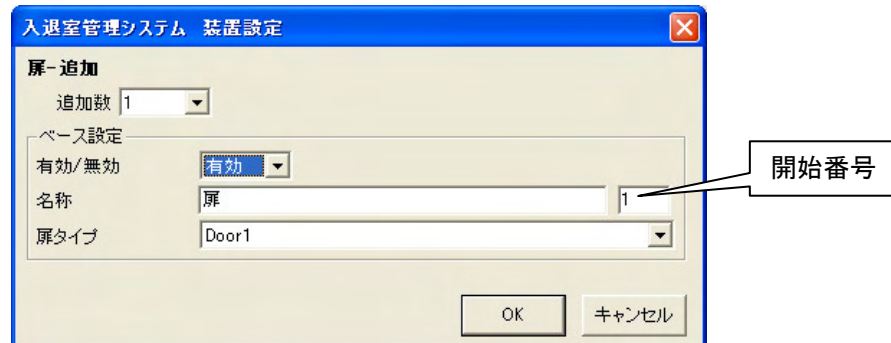 入退室管理システム 装置設定
扉-追加
追加数 1
ベース設定
有効/無効 有効
名称 扉 1
開始番号
扉タイプ Door1
OK キャンセル